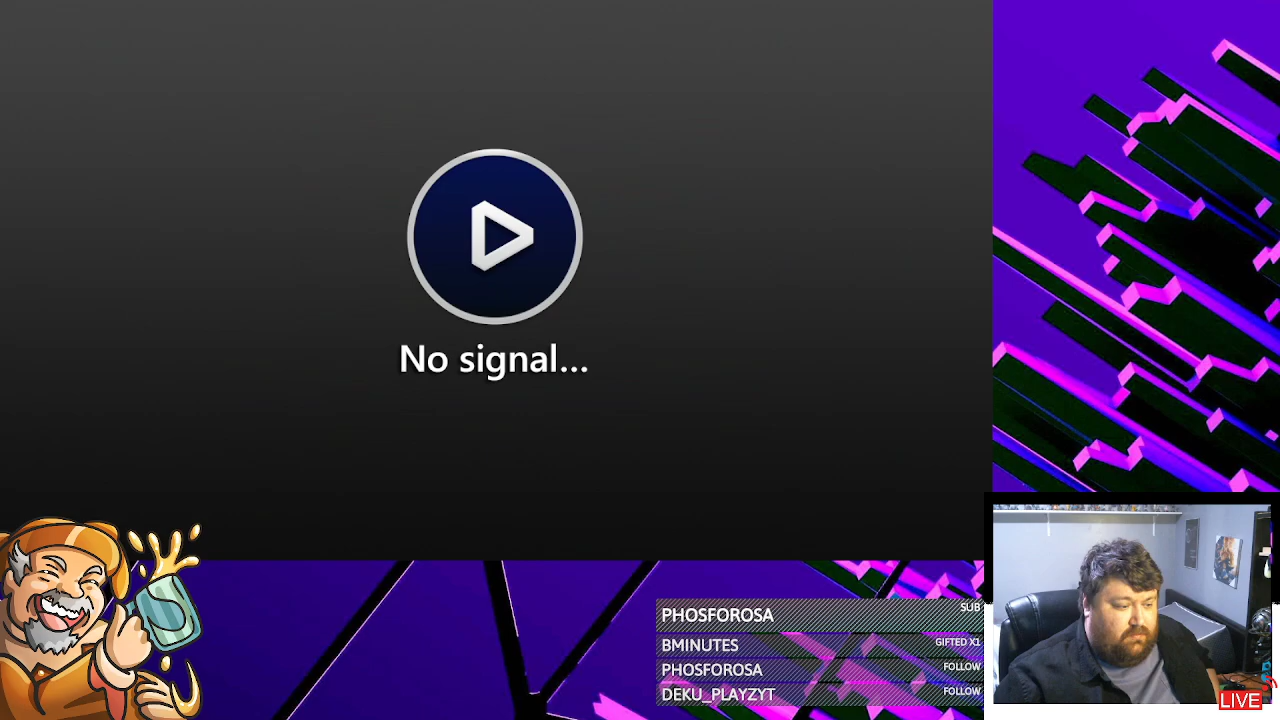 No signal...
PHOSFOROSA SUB
BMINUTES GIFTED X1
PHOSFOROSA FOLLOW
DEKU_PLAYZYT FOLLOW
LIVE